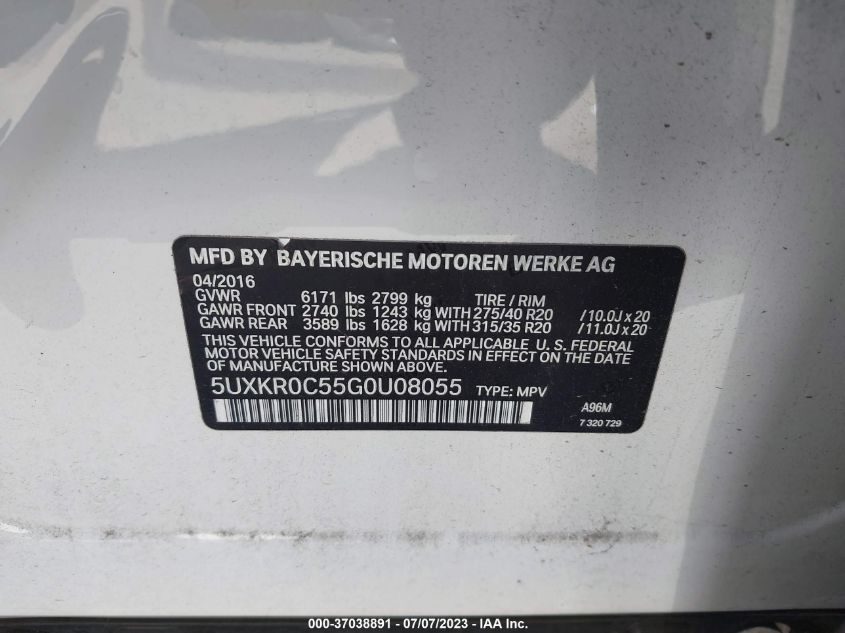 MFD BY BAYERISCHE MOTOREN WERKE AG
04/2016
GVWR 6171 lbs 2799 kg TIRE / RIM
GAWR FRONT 2740 lbs 1243 kg WITH 275/40 R20 /10.0J x 20
GAWR REAR 3589 lbs 1628 kg WITH 315/35 R20 /11.0J x 20
THIS VEHICLE CONFORMS TO ALL APPLICABLE U. S. FEDERAL
MOTOR VEHICLE SAFETY STANDARDS IN EFFECT ON THE DATE
OF MANUFACTURE SHOWN ABOVE.
5UXKR0C55G0U08055 TYPE: MPV
A96M
7 320 729
000-37038891 - 07/07/2023 - IAA Inc.